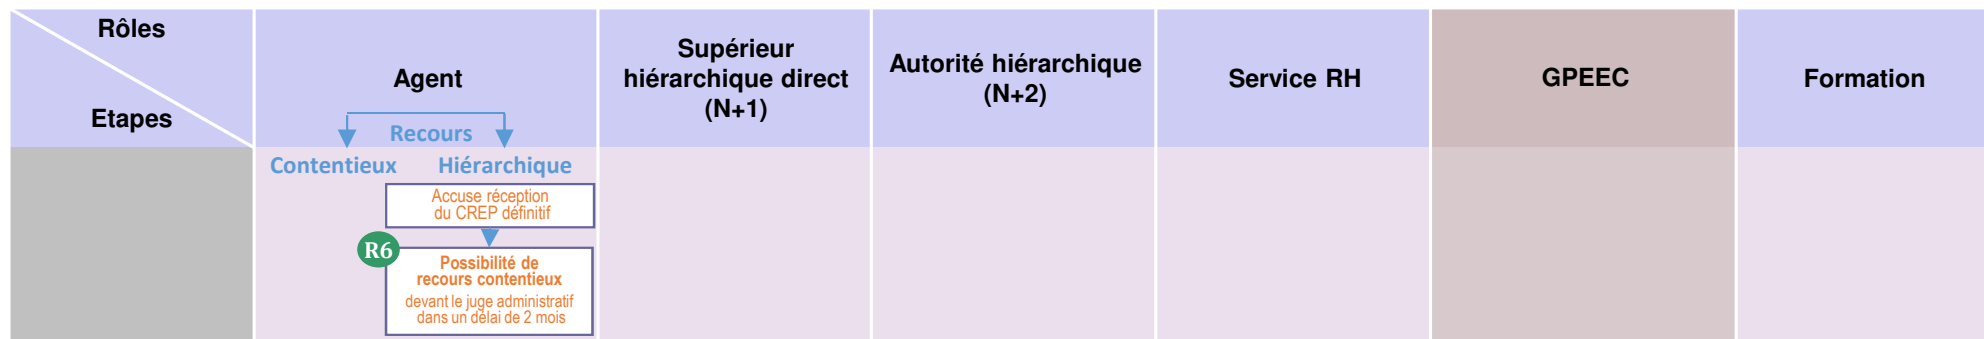 Rôles
Etapes
Agent
Supérieur
hiérarchique direct
(N+1)
Autorité hiérarchique
(N+2)
Service RH
GPEEC
Formation
Recours
Contentieux
Hiérarchique
Accuse réception
du CREP définitif
R6
Possibilité de
recours contentieux
devant le juge administratif
dans un délai de 2 mois